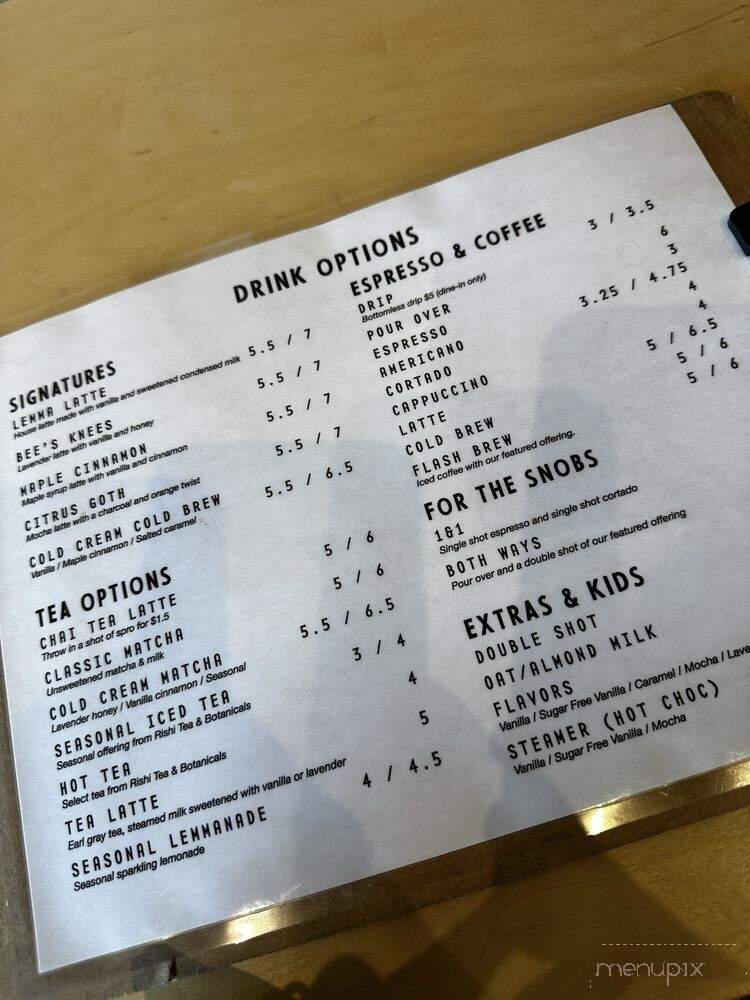 DRINK OPTIONS
SIGNATURES
LEMMA LATTE 5.5 / 7
House latte made with vanilla and sweetened condensed milk
BEE'S KNEES 5.5 / 7
Lavender latte with vanilla and honey
MAPLE CINNAMON 5.5 / 7
Maple syrup latte with vanilla and cinnamon
CITRUS GOTH 5.5 / 7
Mocha latte with a charcoal and orange twist
COLD CREAM COLD BREW 5.5 / 6.5
Vanilla / Maple cinnamon / Salted caramel
TEA OPTIONS
CHAI TEA LATTE 5 / 6
Throw in a shot of spro for $1.5
CLASSIC MATCHA 5 / 6
Unsweetened matcha & milk
COLD CREAM MATCHA 5.5 / 6.5
Lavender honey / Vanilla cinnamon / Seasonal
SEASONAL ICED TEA 3 / 4
Seasonal offering from Rishi Tea & Botanicals
HOT TEA 4
Select tea from Rishi Tea & Botanicals
TEA LATTE 5
Earl gray tea, steamed milk sweetened with vanilla or lavender
SEASONAL LEMMANADE 4 / 4.5
Seasonal sparkling lemonade
ESPRESSO & COFFEE
DRIP 3 / 3.5
Bottomless drip $5 (dine-in only)
POUR OVER 6
ESPRESSO 3
AMERICANO 3.25 / 4.75
CORTADO 4
CAPPUCCINO 4
LATTE 5 / 6.5
COLD BREW 5 / 6
FLASH BREW 5 / 6
Iced coffee with our featured offering.
FOR THE SNOBS
1&1
Single shot espresso and single shot cortado
BOTH WAYS
Pour over and a double shot of our featured offering
EXTRAS & KIDS
DOUBLE SHOT
OAT/ALMOND MILK
FLAVORS
Vanilla / Sugar Free Vanilla / Caramel / Mocha / Lave
STEAMER (HOT CHOC)
Vanilla / Sugar Free Vanilla / Mocha
menupix